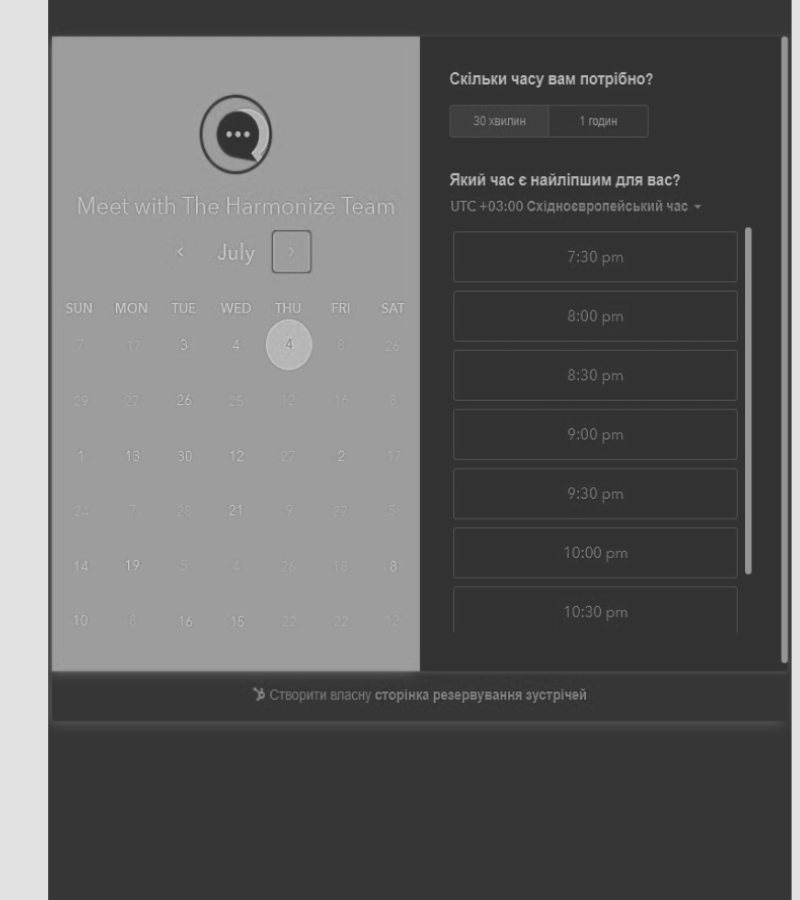 Meet with The Harmonize Team
July
SUN MON TUE WED THU FRI SAT
7 17 3 4 4 8 26
29 27 26 25 12 16 8
1 13 30 12 27 2 17
24 7 28 21 9 27 5
14 19 5 4 26 18 8
10 8 16 15 22 22 12
Скільки часу вам потрібно?
30 хвилин 1 годин
Який час є найліпшим для вас?
UTC +03:00 Східноєвропейський час
7:30 pm
8:00 pm
8:30 pm
9:00 pm
9:30 pm
10:00 pm
10:30 pm
Створити власну сторінка резервування зустрічей